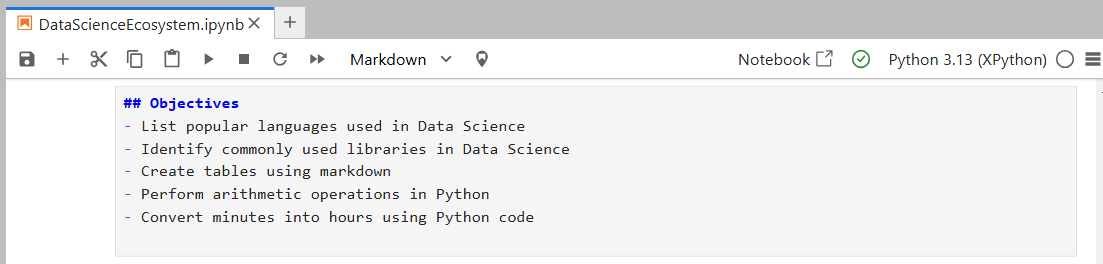 DataScienceEcosystem.ipynb
Markdown
Notebook
Python 3.13 (XPython)
## Objectives
- List popular languages used in Data Science
- Identify commonly used libraries in Data Science
- Create tables using markdown
- Perform arithmetic operations in Python
- Convert minutes into hours using Python code